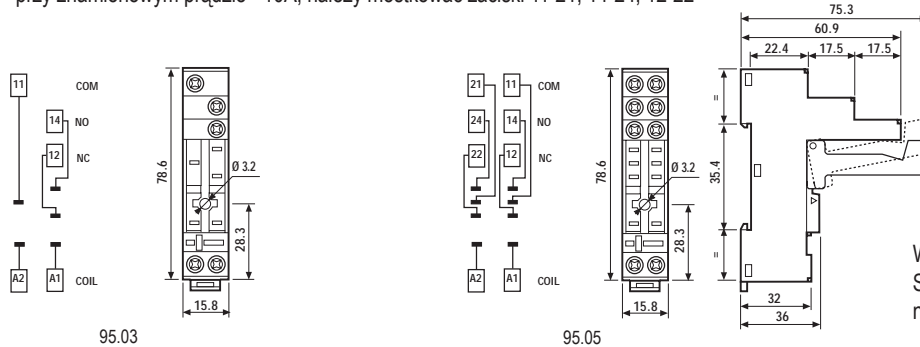 przy znamionowym prądzie 10A, należy mostkować zaciski 11-21, 14-24, 12-22
11
COM
14
NO
12
NC
A2
A1
COIL
78.6
Ø 3.2
28.3
15.8
95.03
21
11
COM
24
14
NO
22
12
NC
A2
A1
COIL
78.6
Ø 3.2
28.3
15.8
95.05
75.3
60.9
22.4
17.5
17.5
=
35.4
=
32
36